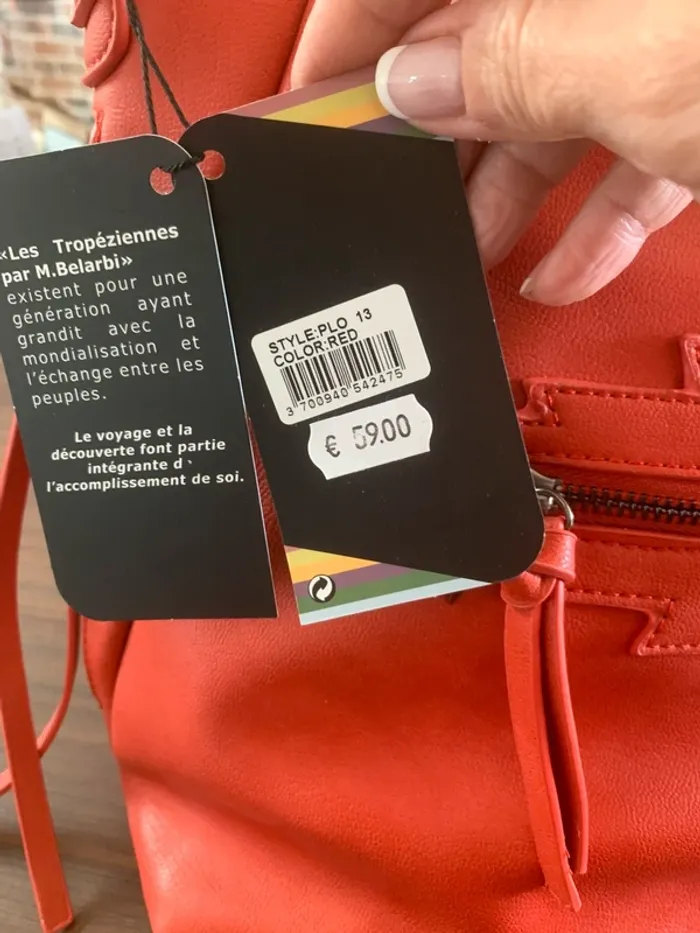 «Les Tropéziennes
par M.Belarbi»
existent pour une
génération ayant
grandit avec la
mondialisation et
l'échange entre les
peuples.
Le voyage et la
découverte font partie
intégrante d'
l'accomplissement de soi.
STYLE:PLO 13
COLOR:RED
3 700940 542475
€ 59.00